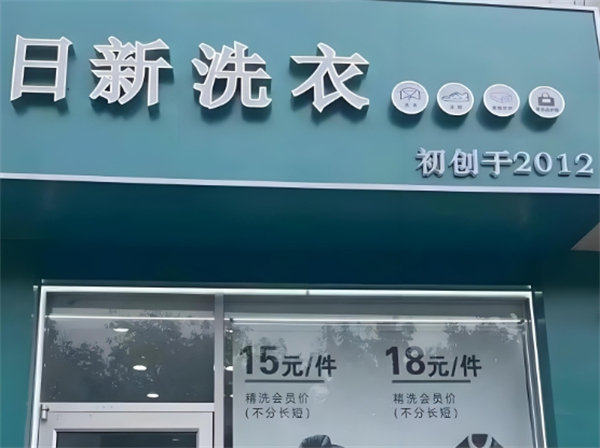 日新洗衣
初创于2012
15元/件
精洗会员价
(不分长短)
18元/件
精洗会员价
(不分长短)